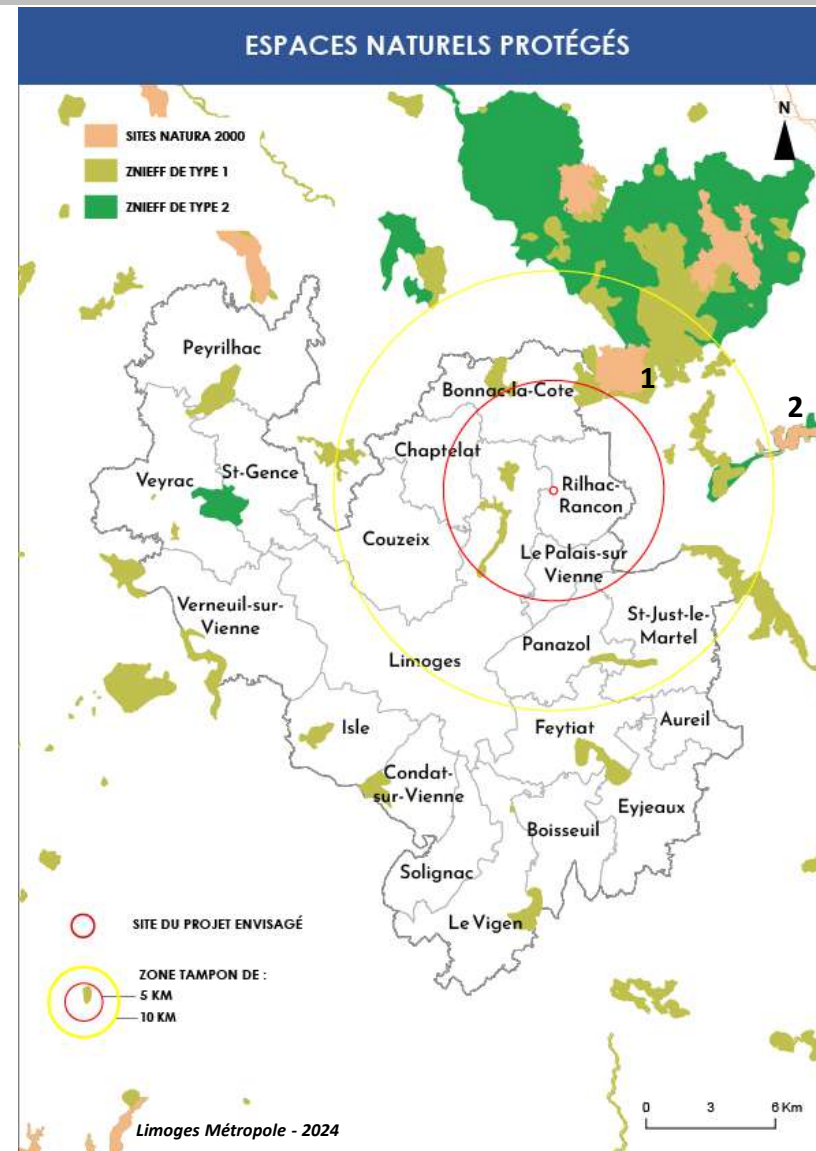 ESPACES NATURELS PROTÉGÉS
N
SITES NATURA 2000
ZNIEFF DE TYPE 1
ZNIEFF DE TYPE 2
Peyrilhac
1
Bonnac-la-Cote
2
Chaptelat
Veyrac
St-Gence
Rilhac-
Rancon
Couzeix
Le Palais-sur
Vienne
Verneuil-sur-
Vienne
St-Just-le-
Martel
Panazol
Limoges
Isle
Feytiat
Aureil
Condat-
sur-Vienne
Eyjeaux
Boisseuil
Solignac
Le Vigen
SITE DU PROJET ENVISAGÉ
ZONE TAMPON DE :
5 KM
10 KM
0 3 6 Km
Limoges Métropole - 2024